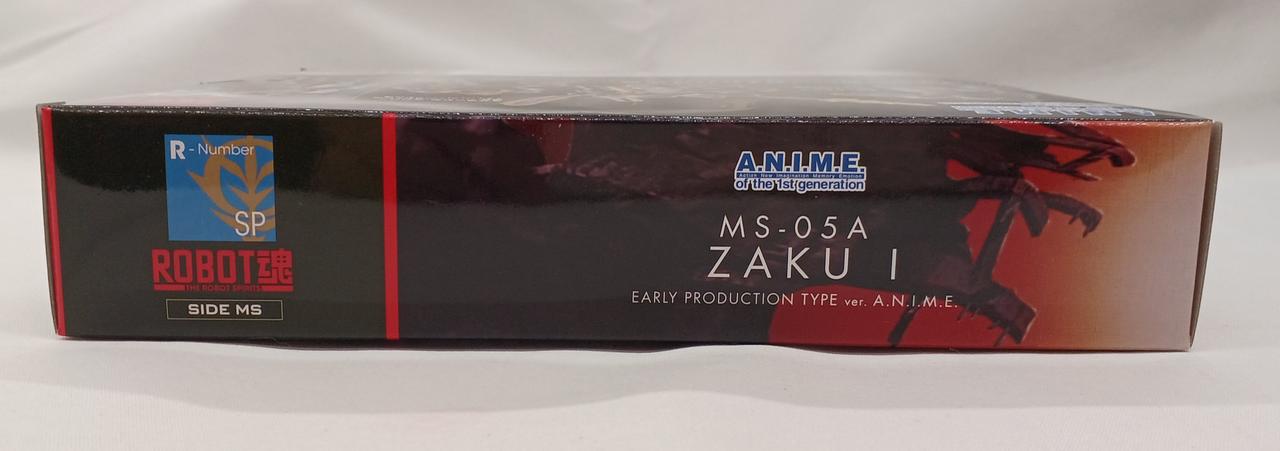 R - Number
SP
ROBOT魂
THE ROBOT SPIRITS
SIDE MS
A.N.I.M.E.
Action New Imagination Memory Emotion
of the 1st generation
MS-05A
ZAKU I
EARLY PRODUCTION TYPE ver. A.N.I.M.E.